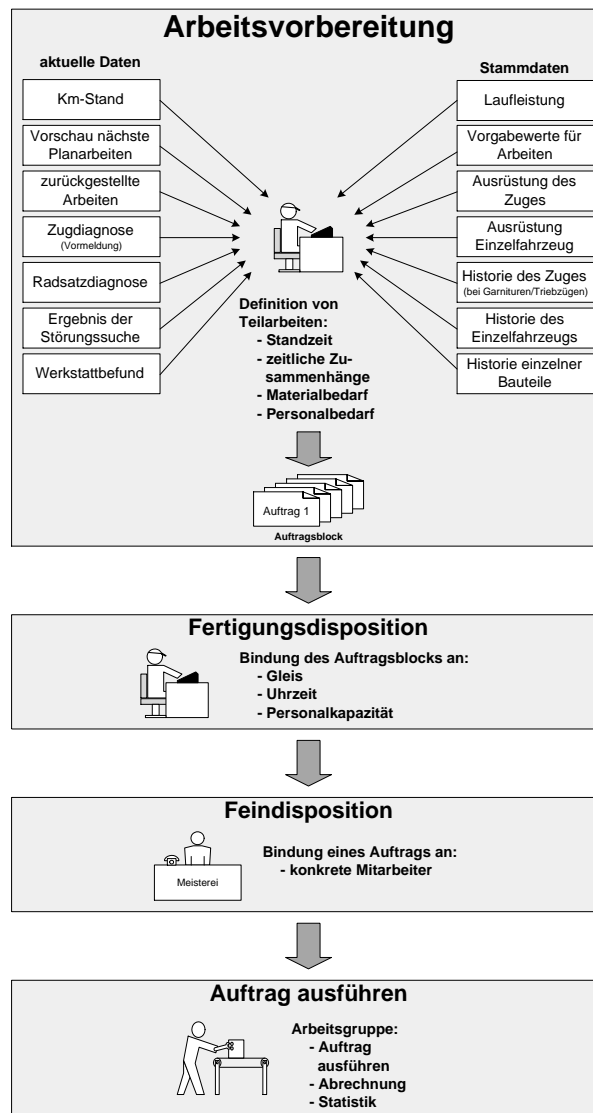 Arbeitsvorbereitung
aktuelle Daten
Km-Stand
Vorschau nächste
Planarbeiten
zurückgestellte
Arbeiten
Zugdiagnose
(Vormeldung)
Radsatzdiagnose
Ergebnis der
Störungssuche
Werkstattbefund
Stammdaten
Laufleistung
Vorgabewerte für
Arbeiten
Ausrüstung des
Zuges
Ausrüstung
Einzelfahrzeug
Historie des Zuges
(bei Garnituren/Triebzügen)
Historie des
Einzelfahrzeugs
Historie einzelner
Bauteile
Definition von
Teilarbeiten:
- Standzeit
- zeitliche Zu-
sammenhänge
- Materialbedarf
- Personalbedarf
Auftrag 1
Auftragsblock
Fertigungsdisposition
Bindung des Auftragsblocks an:
- Gleis
- Uhrzeit
- Personalkapazität
Feindisposition
Meisterei
Bindung eines Auftrags an:
- konkrete Mitarbeiter
Auftrag ausführen
Arbeitsgruppe:
- Auftrag
ausführen
- Abrechnung
- Statistik